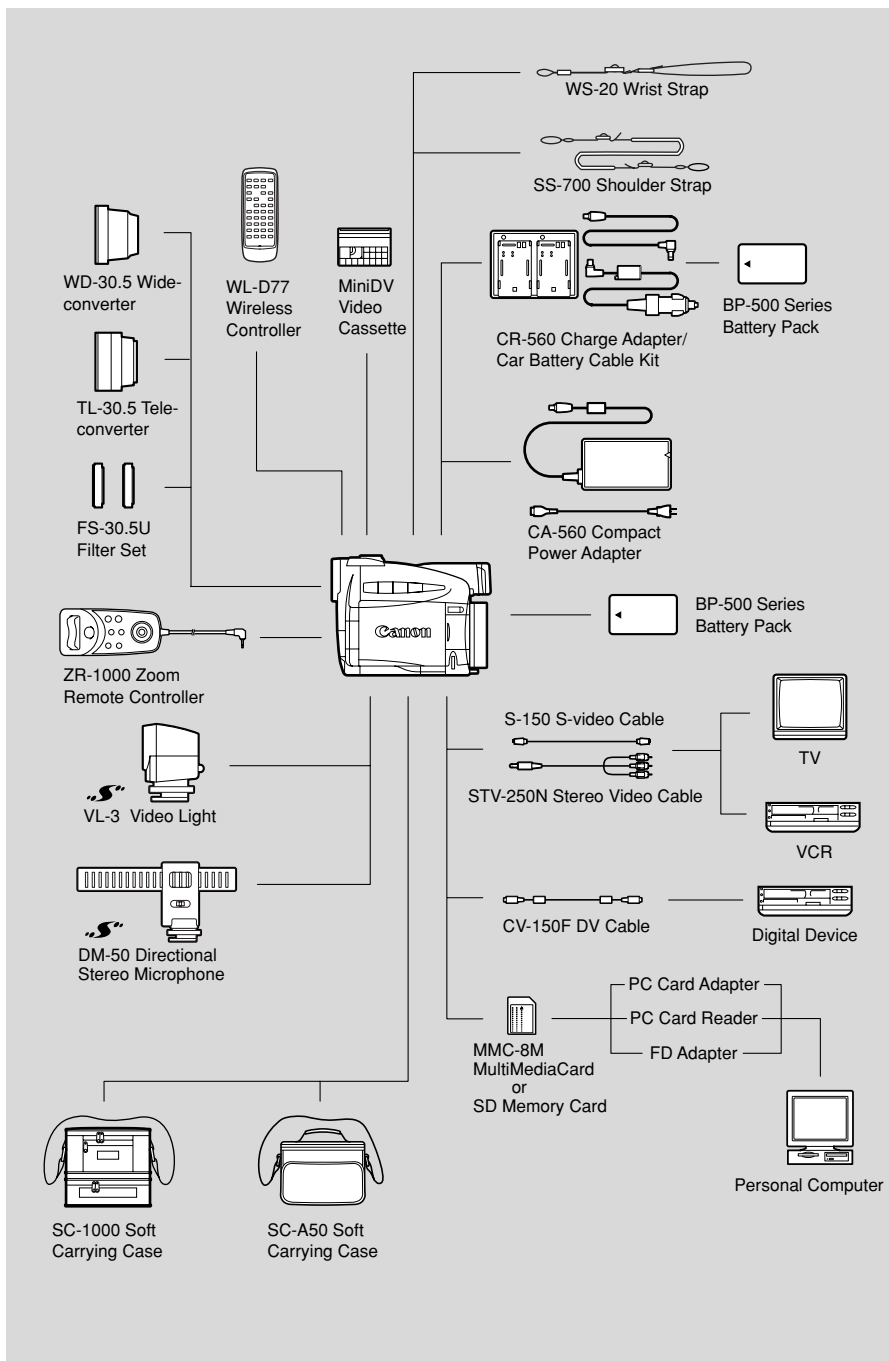 WS-20 Wrist Strap
SS-700 Shoulder Strap
WD-30.5 Wide-
converter
WL-D77
Wireless
Controller
MiniDV
Video
Cassette
CR-560 Charge Adapter/
Car Battery Cable Kit
BP-500 Series
Battery Pack
TL-30.5 Tele-
converter
FS-30.5U
Filter Set
CA-560 Compact
Power Adapter
Canon
BP-500 Series
Battery Pack
ZR-1000 Zoom
Remote Controller
S-150 S-video Cable
STV-250N Stereo Video Cable
TV
VCR
S
VL-3 Video Light
S
DM-50 Directional
Stereo Microphone
CV-150F DV Cable
Digital Device
MMC-8M
MultiMediaCard
or
SD Memory Card
PC Card Adapter
PC Card Reader
FD Adapter
Personal Computer
SC-1000 Soft
Carrying Case
SC-A50 Soft
Carrying Case